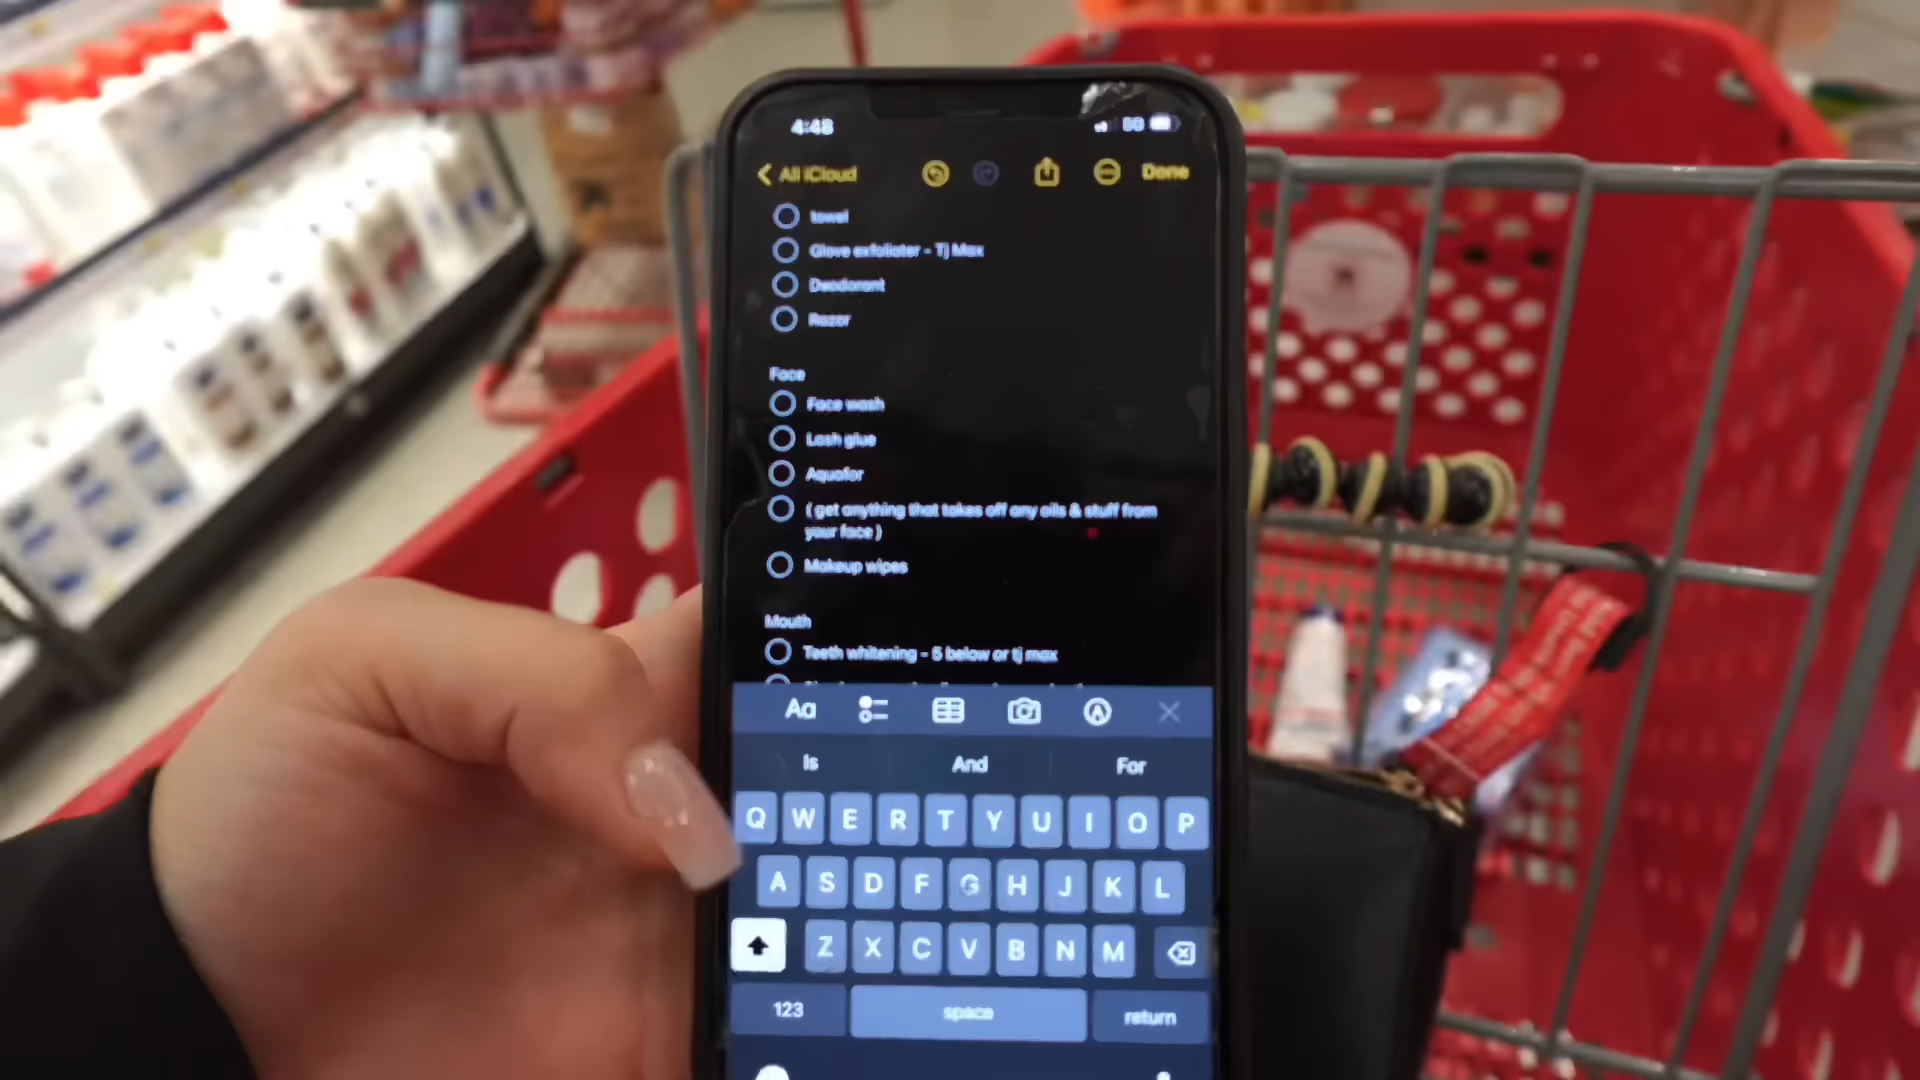 4:48
5G
All iCloud
Done
towel
Glove exfoliater - Tj Max
Deodorant
Razor
Face
Face wash
Lash glue
Aquafor
( get anything that takes off any oils & stuff from
your face )
Makeup wipes
Mouth
Teeth whitening - 5 below or tj max
Aa
Is And For
Q W E R T Y U I O P
A S D F G H J K L
Z X C V B N M
123 space return